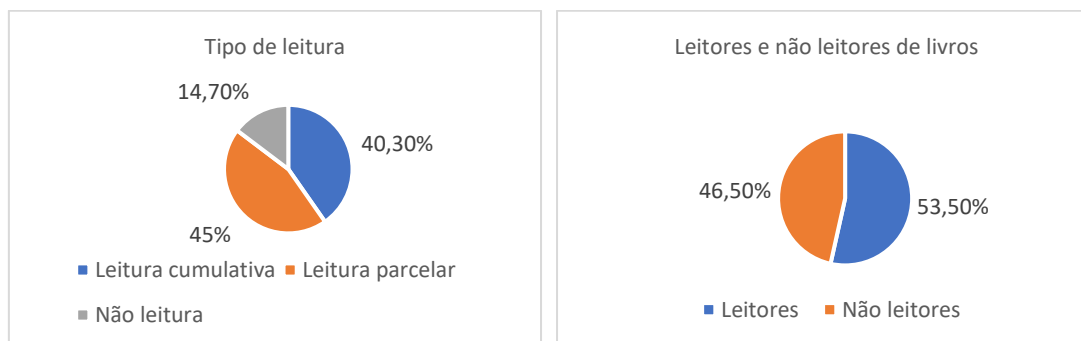 Tipo de leitura
14,70%
40,30%
45%
Leitura cumulativa Leitura parcelar
Não leitura
Leitores e não leitores de livros
46,50%
53,50%
Leitores Não leitores